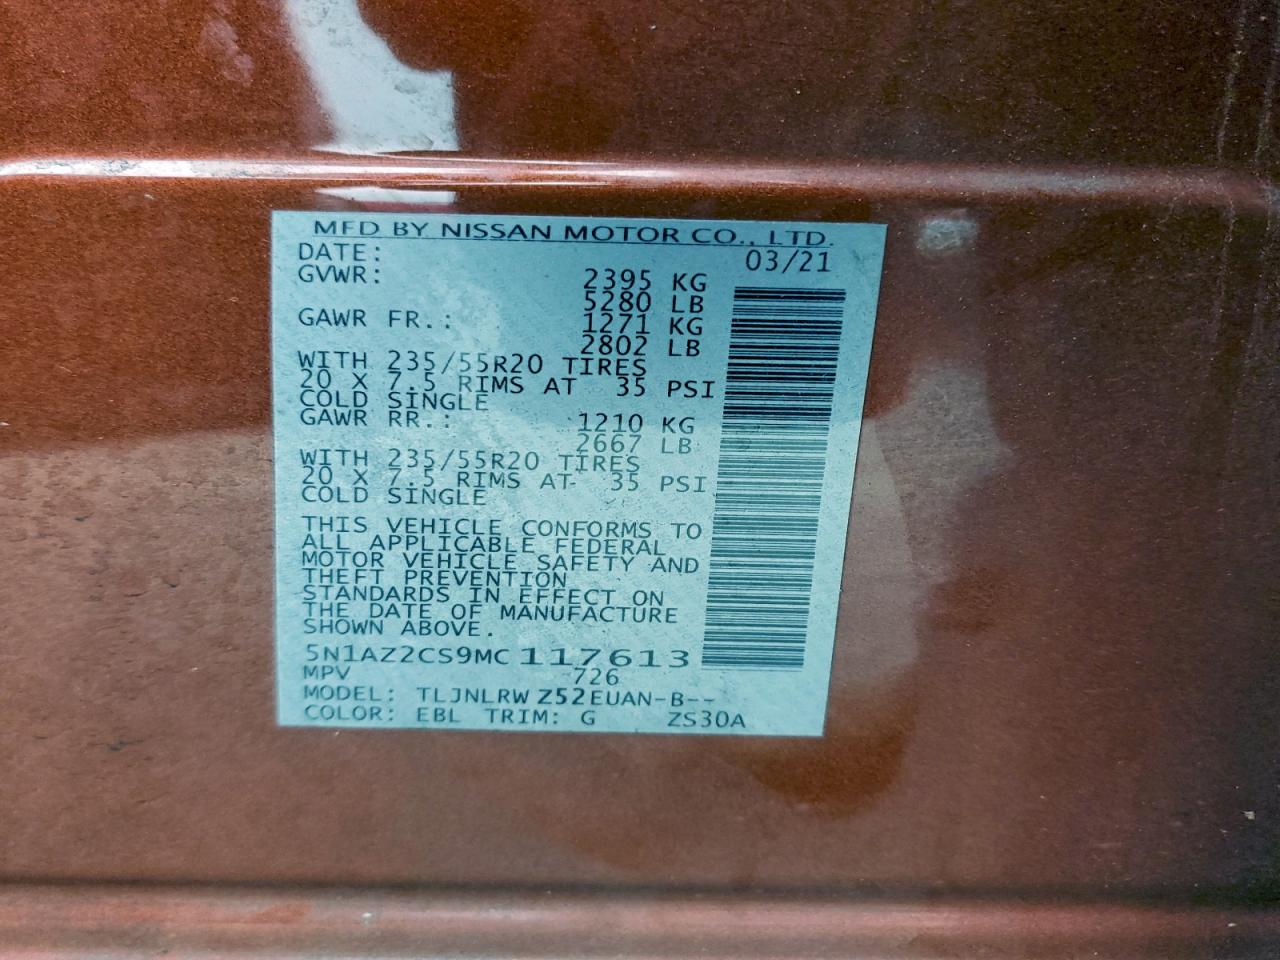 MFD BY NISSAN MOTOR CO., LTD.
DATE: 03/21
GVWR: 2395 KG
5280 LB
GAWR FR.: 1271 KG
2802 LB
WITH 235/55R20 TIRES
20 X 7.5 RIMS AT 35 PSI
COLD SINGLE
GAWR RR.: 1210 KG
2667 LB
WITH 235/55R20 TIRES
20 X 7.5 RIMS AT 35 PSI
COLD SINGLE
THIS VEHICLE CONFORMS TO
ALL APPLICABLE FEDERAL
MOTOR VEHICLE SAFETY AND
THEFT PREVENTION
STANDARDS IN EFFECT ON
THE DATE OF MANUFACTURE
SHOWN ABOVE.
5N1AZ2CS9MC117613
MPV 726
MODEL: TLJNLRW Z52EUAN-B--
COLOR: EBL TRIM: G ZS30A